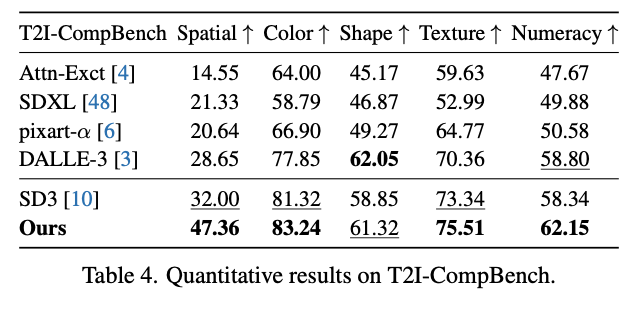 T2I-CompBench Spatial ↑ Color ↑ Shape ↑ Texture ↑ Numeracy ↑
Attn-Exct [4] 14.55 64.00 45.17 59.63 47.67
SDXL [48] 21.33 58.79 46.87 52.99 49.88
pixart-α [6] 20.64 66.90 49.27 64.77 50.58
DALLE-3 [3] 28.65 77.85 62.05 70.36 58.80
SD3 [10] 32.00 81.32 58.85 73.34 58.34
Ours 47.36 83.24 61.32 75.51 62.15
Table 4. Quantitative results on T2I-CompBench.